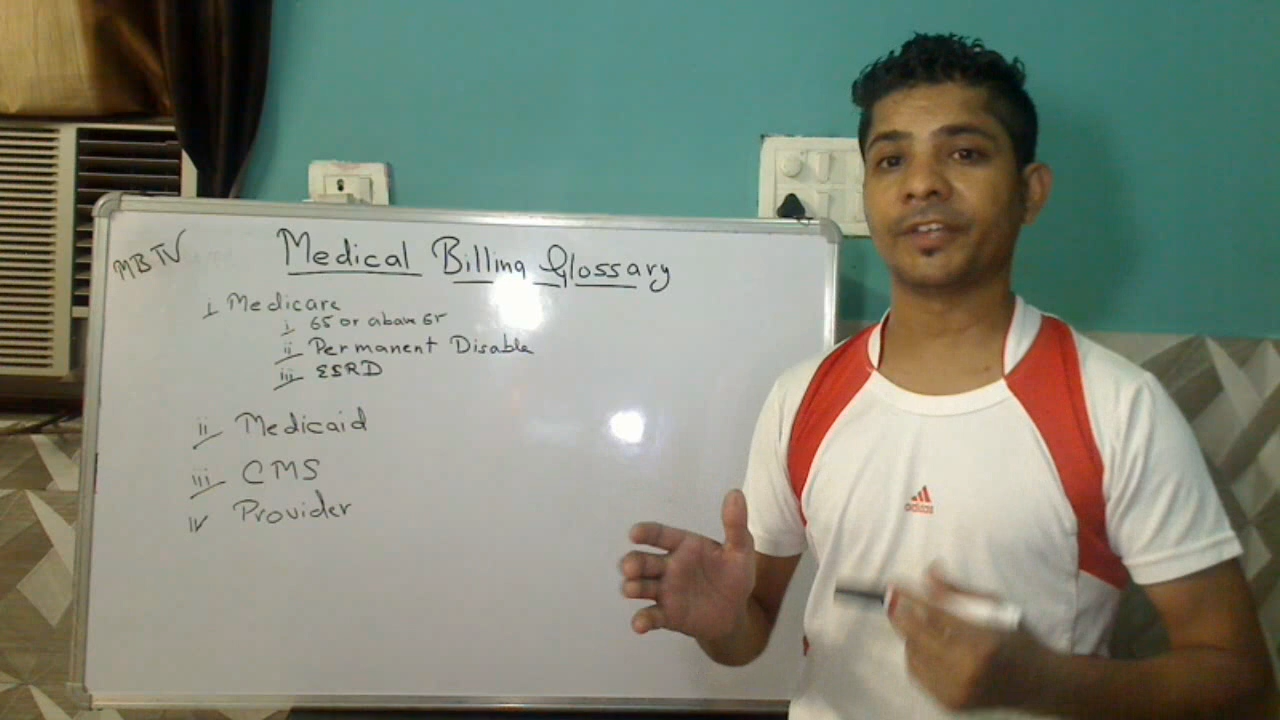 MBTV
Medical Billing Glossary
i Medicare
i 65 or above 65
ii Permanent Disable
iii ESRD
ii Medicaid
iii CMS
iv Provider
adidas